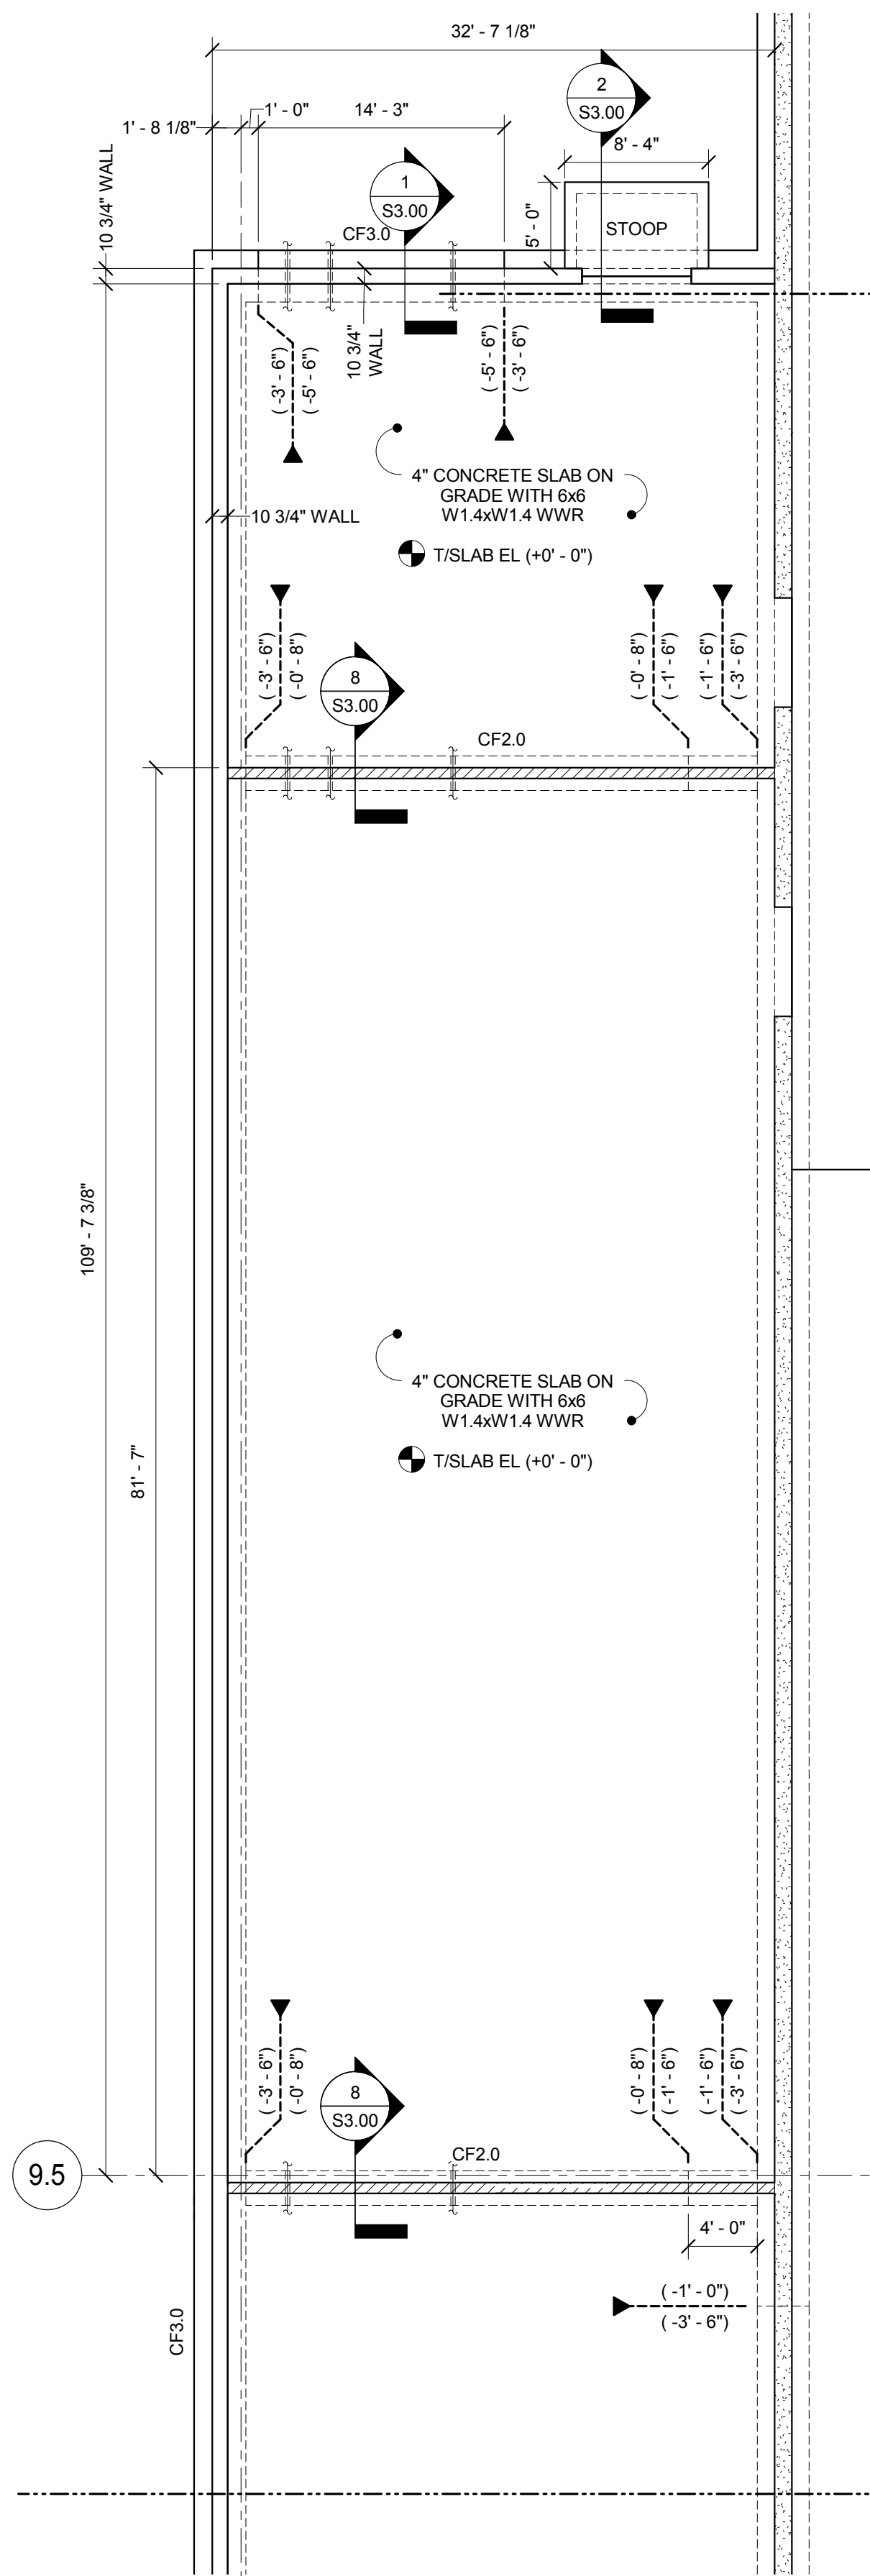 32' - 7 1/8"
2
S3.00
1' - 0"
14' - 3"
1' - 8 1/8"
8' - 4"
10 3/4" WALL
1
S3.00
CF3.0
5' - 0"
STOOP
10 3/4"
WALL
( -3' - 6")
( -5' - 6")
( -5' - 6")
( -3' - 6")
4" CONCRETE SLAB ON
GRADE WITH 6x6
W1.4xW1.4 WWR
10 3/4" WALL
T/SLAB EL (+0' - 0")
( -3' - 6")
( -0' - 8")
( -0' - 8")
( -1' - 6")
( -1' - 6")
( -3' - 6")
8
S3.00
CF2.0
109' - 7 3/8"
81' - 7"
4" CONCRETE SLAB ON
GRADE WITH 6x6
W1.4xW1.4 WWR
T/SLAB EL (+0' - 0")
( -3' - 6")
( -0' - 8")
( -0' - 8")
( -1' - 6")
( -1' - 6")
( -3' - 6")
8
S3.00
CF2.0
9.5
4' - 0"
( -1' - 0")
( -3' - 6")
CF3.0